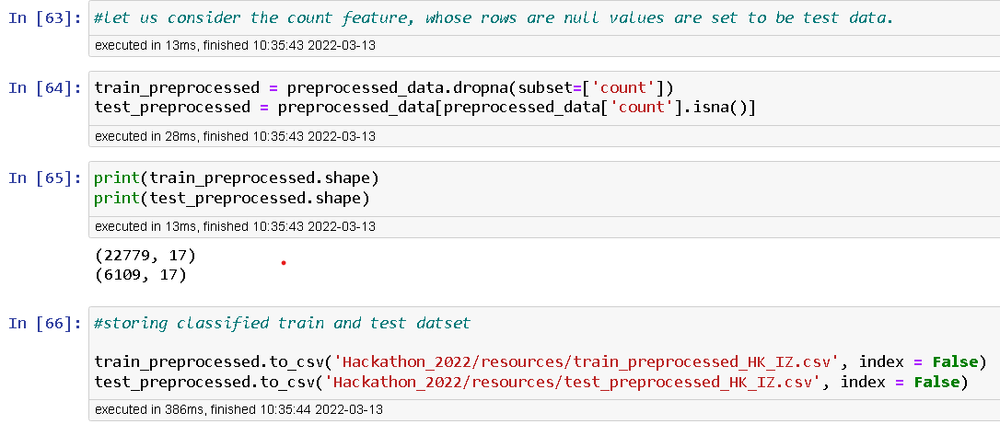 In [63]: #let us consider the count feature, whose rows are null values are set to be test data.
executed in 13ms, finished 10:35:43 2022-03-13
In [64]: train_preprocessed = preprocessed_data.dropna(subset=['count'])
test_preprocessed = preprocessed_data[preprocessed_data['count'].isna()]
executed in 28ms, finished 10:35:43 2022-03-13
In [65]: print(train_preprocessed.shape)
print(test_preprocessed.shape)
executed in 13ms, finished 10:35:43 2022-03-13
(22779, 17)
(6109, 17)
In [66]: #storing classified train and test datset
train_preprocessed.to_csv('Hackathon_2022/resources/train_preprocessed_HK_IZ.csv', index = False)
test_preprocessed.to_csv('Hackathon_2022/resources/test_preprocessed_HK_IZ.csv', index = False)
executed in 386ms, finished 10:35:44 2022-03-13